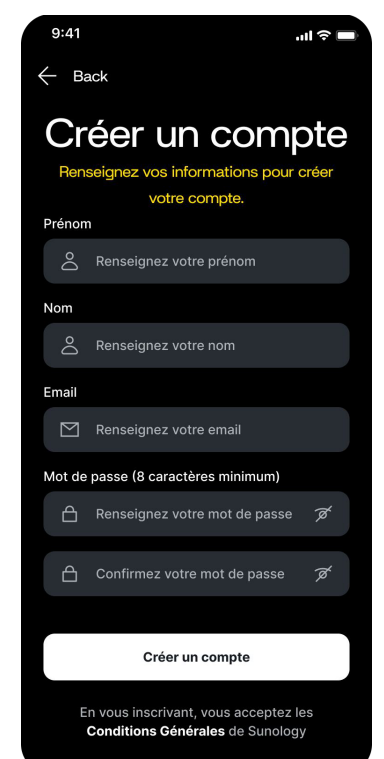 9:41
Back
Créer un compte
Renseignez vos informations pour créer
votre compte.
Prénom
Renseignez votre prénom
Nom
Renseignez votre nom
Email
Renseignez votre email
Mot de passe (8 caractères minimum)
Renseignez votre mot de passe
Confirmez votre mot de passe
Créer un compte
En vous inscrivant, vous acceptez les
Conditions Générales de Sunology